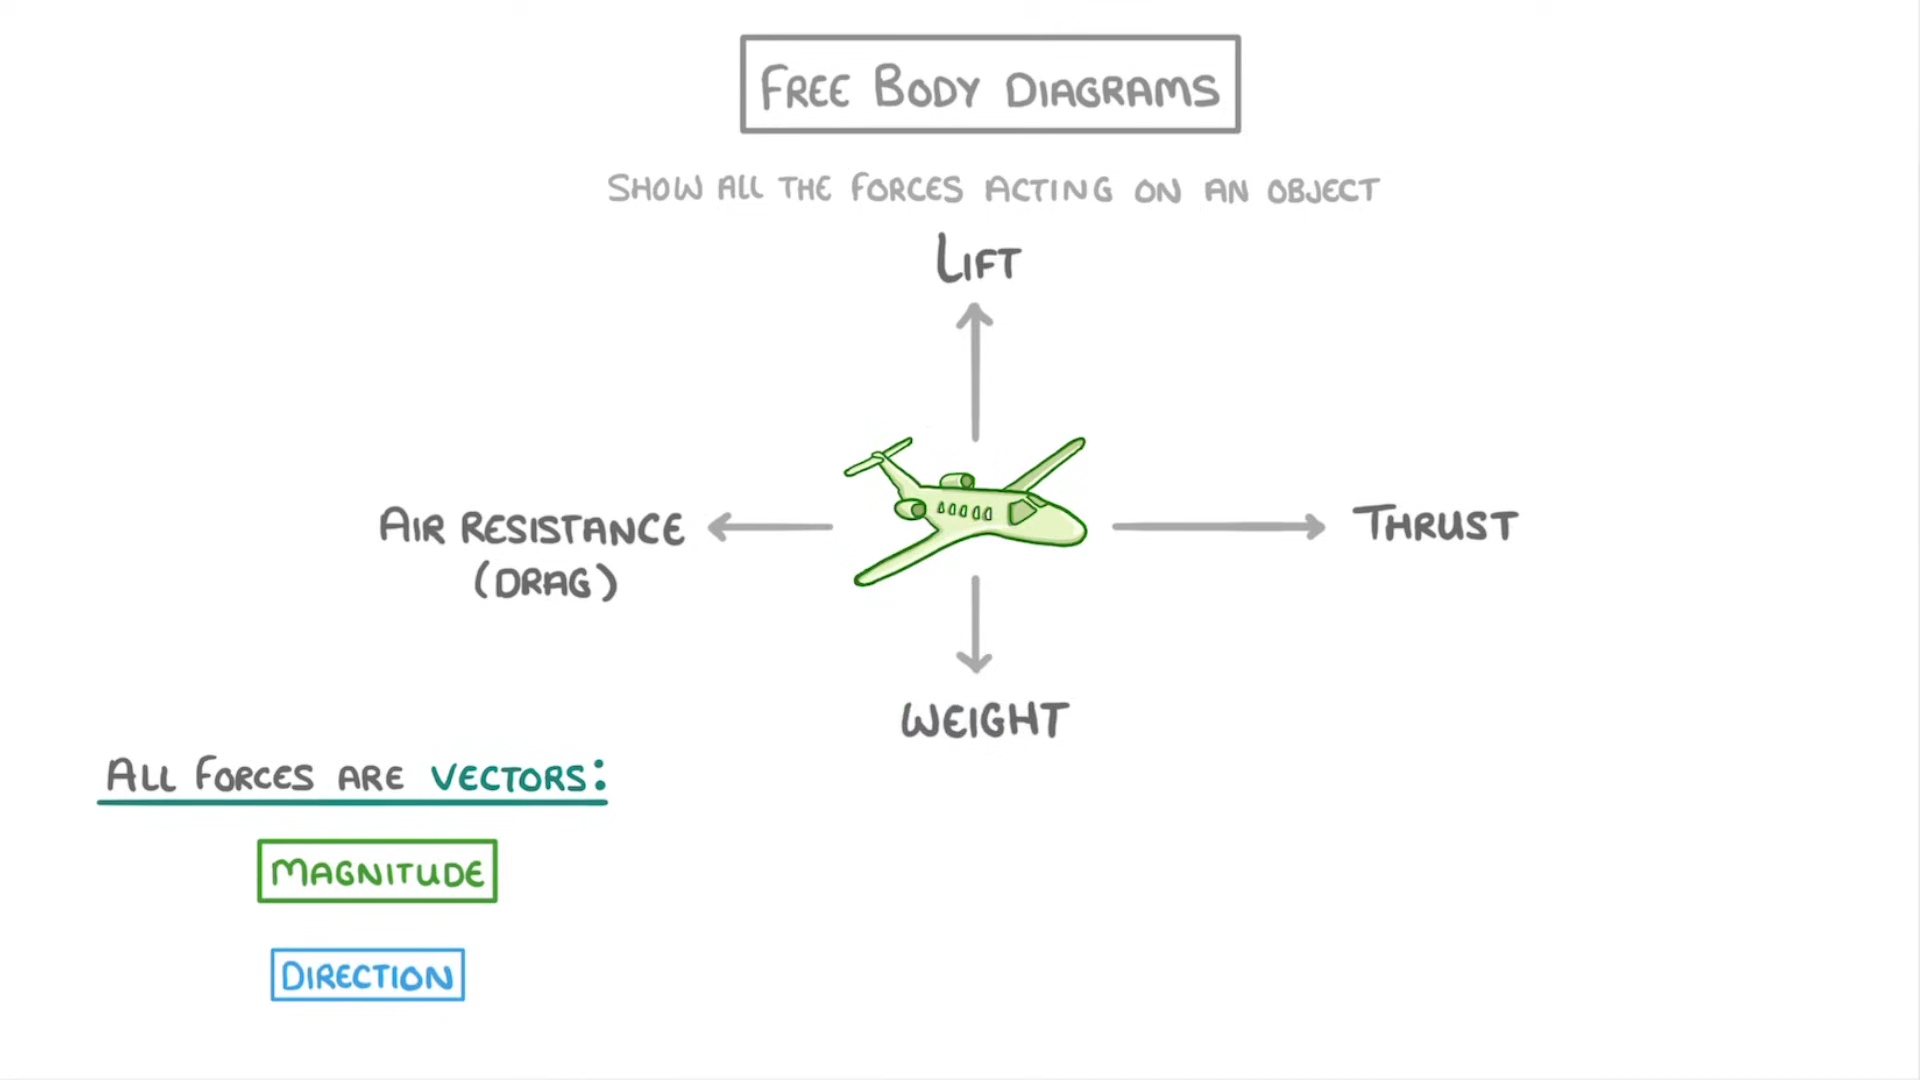 FREE BODY DIAGRAMS
SHOW ALL THE FORCES ACTING ON AN OBJECT
LIFT
AIR RESISTANCE
(DRAG)
THRUST
WEIGHT
ALL FORCES ARE VECTORS:
MAGNITUDE
DIRECTION